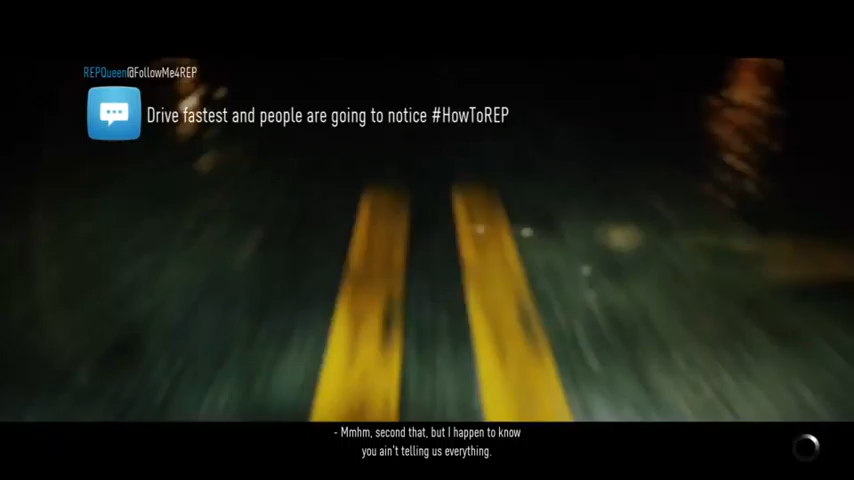 REPQueen@FollowMe4REP
Drive fastest and people are going to notice #HowToREP
- Mmhm, second that, but I happen to know
you ain't telling us everything.